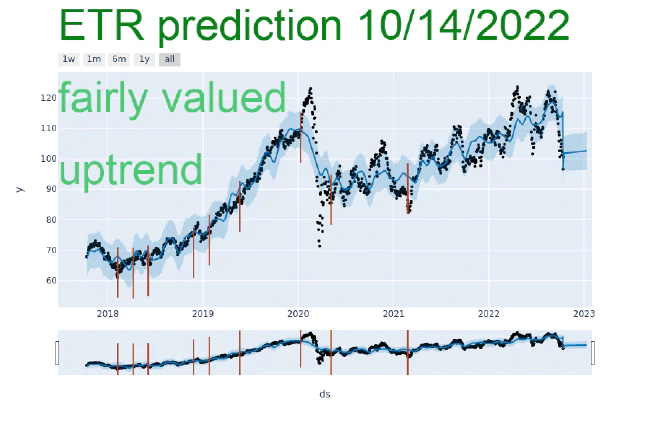 ETR prediction 10/14/2022
1w 1m 6m 1y all
fairly valued
uptrend
120
110
100
90
80
70
60
y
2018 2019 2020 2021 2022 2023
ds